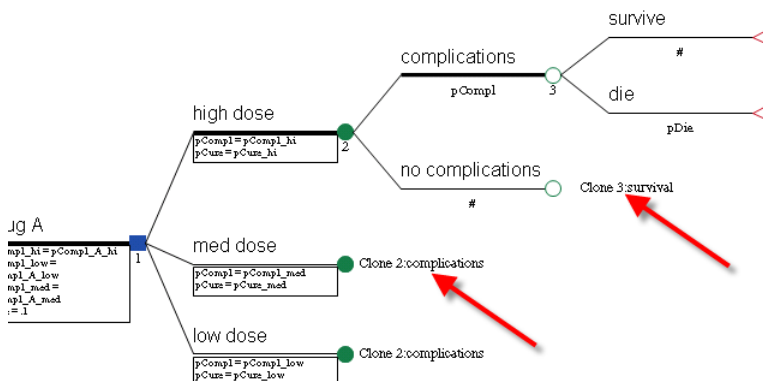 survive
#
complications
pCompl
3
die
pDie
high dose
pCompl = pCompl_hi
pCure = pCure_hi
2
no complications
#
Clone 3:survival
ug A
mpl_hi = pCompl_A_hi
mpl_low =
mpl_A_low
mpl_med =
mpl_A_med
= .1
1
med dose
pCompl = pCompl_med
pCure = pCure_med
Clone 2:complications
low dose
pCompl = pCompl_low
pCure = pCure_low
Clone 2:complications